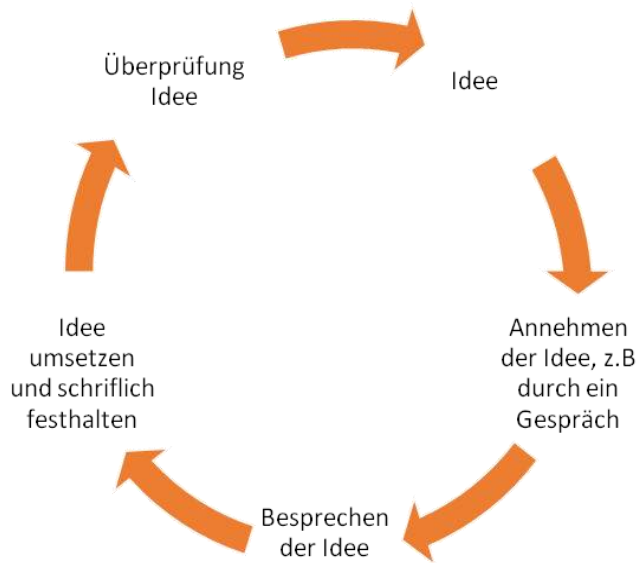 Überprüfung
Idee
Idee
Annehmen
der Idee, z.B
durch ein
Gespräch
Besprechen
der Idee
Idee
umsetzen
und schriflich
festhalten